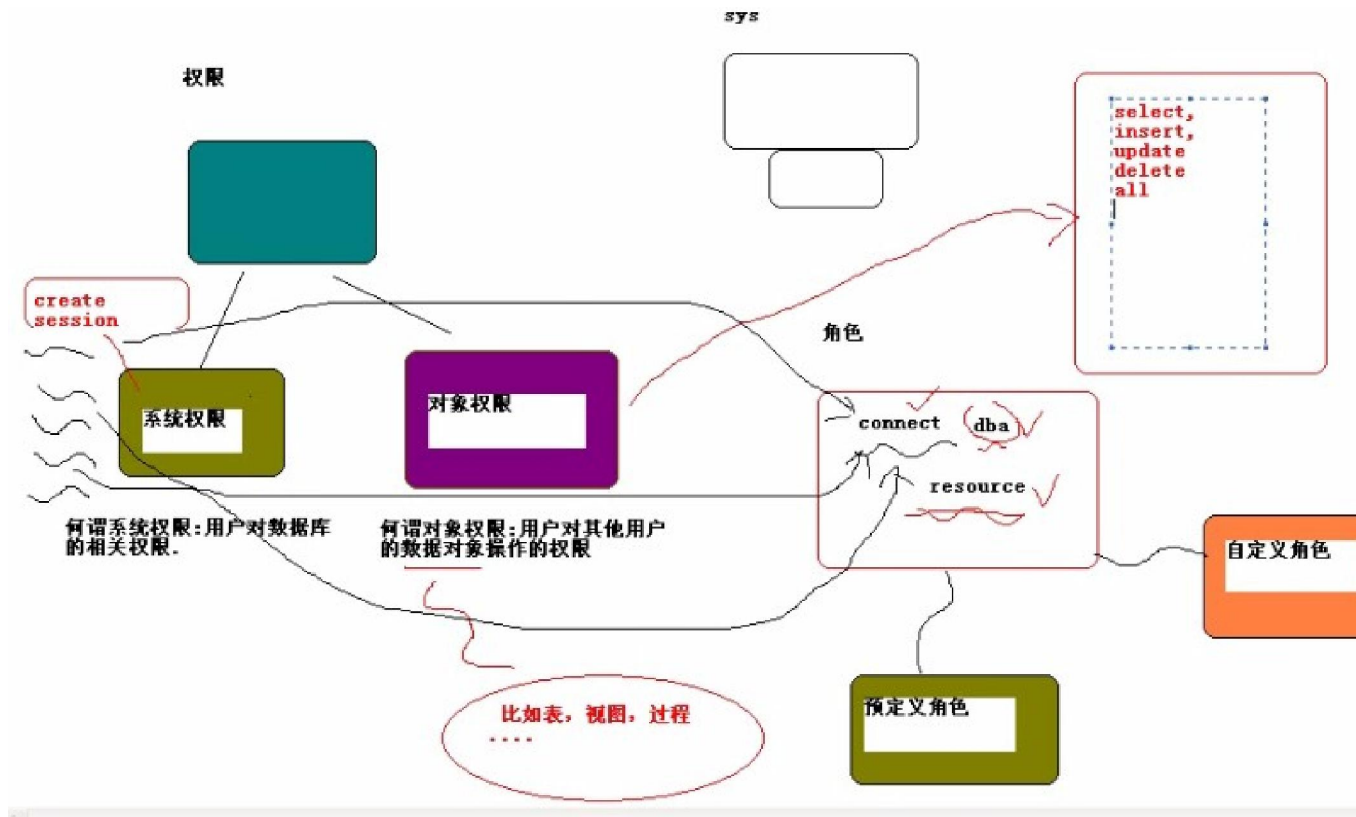 sys
权限
select,
insert,
update
delete
all
create
session
角色
系统权限
对象权限
connect
dba
resource
何谓系统权限:用户对数据库
的相关权限.
何谓对象权限:用户对其他用户
的数据对象操作的权限
自定义角色
预定义角色
比如表，视图，过程
....